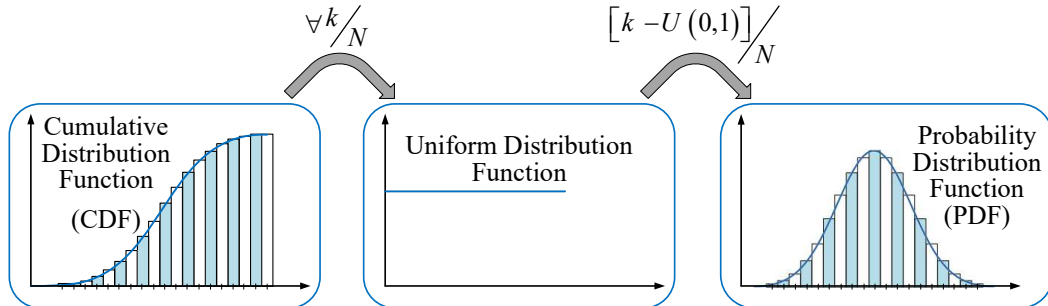 ∀ k/N
[k − U (0,1)]/N
Cumulative
Distribution
Function
(CDF)
Uniform Distribution
Function
Probability
Distribution
Function
(PDF)